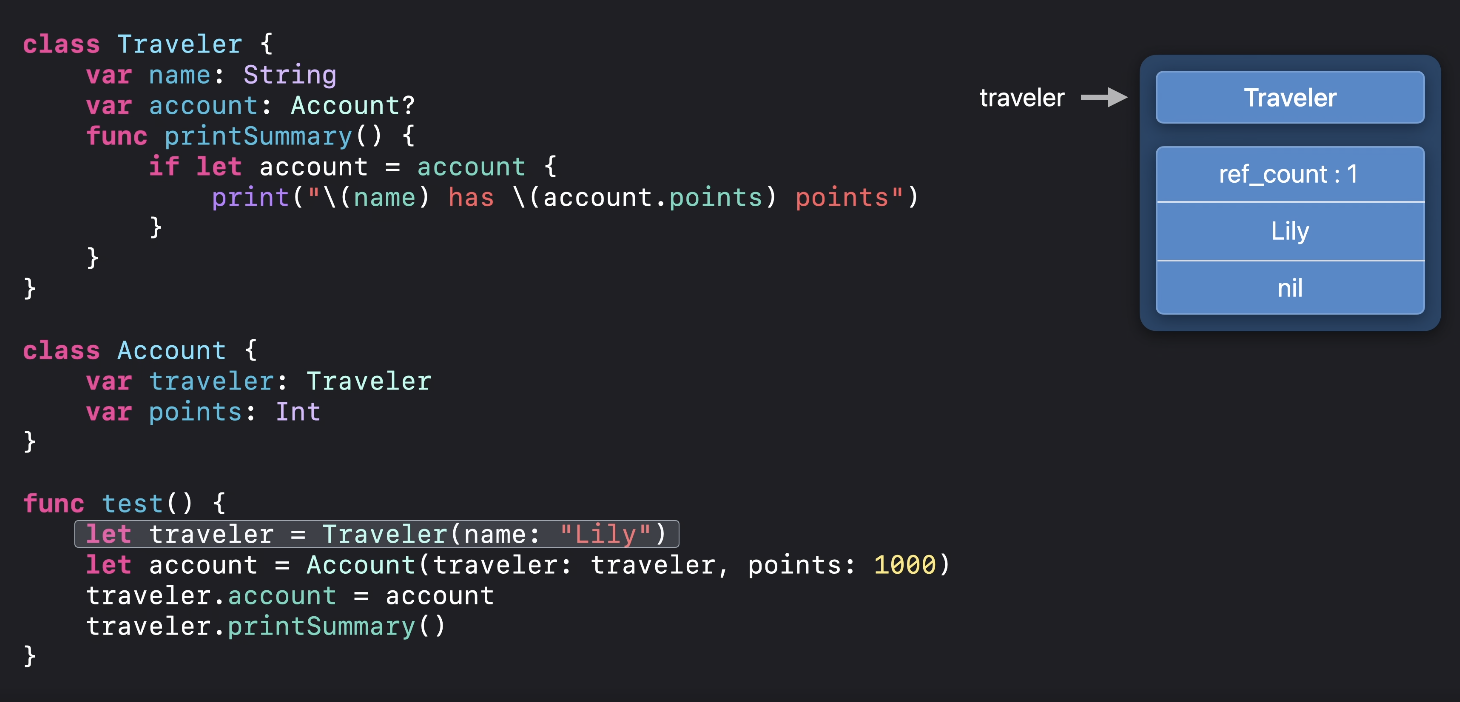 class Traveler {
    var name: String
    var account: Account?
    func printSummary() {
        if let account = account {
            print("\(name) has \(account.points) points")
        }
    }
}

class Account {
    var traveler: Traveler
    var points: Int
}

func test() {
    let traveler = Traveler(name: "Lily")
    let account = Account(traveler: traveler, points: 1000)
    traveler.account = account
    traveler.printSummary()
}
traveler
Traveler
ref_count : 1
Lily
nil